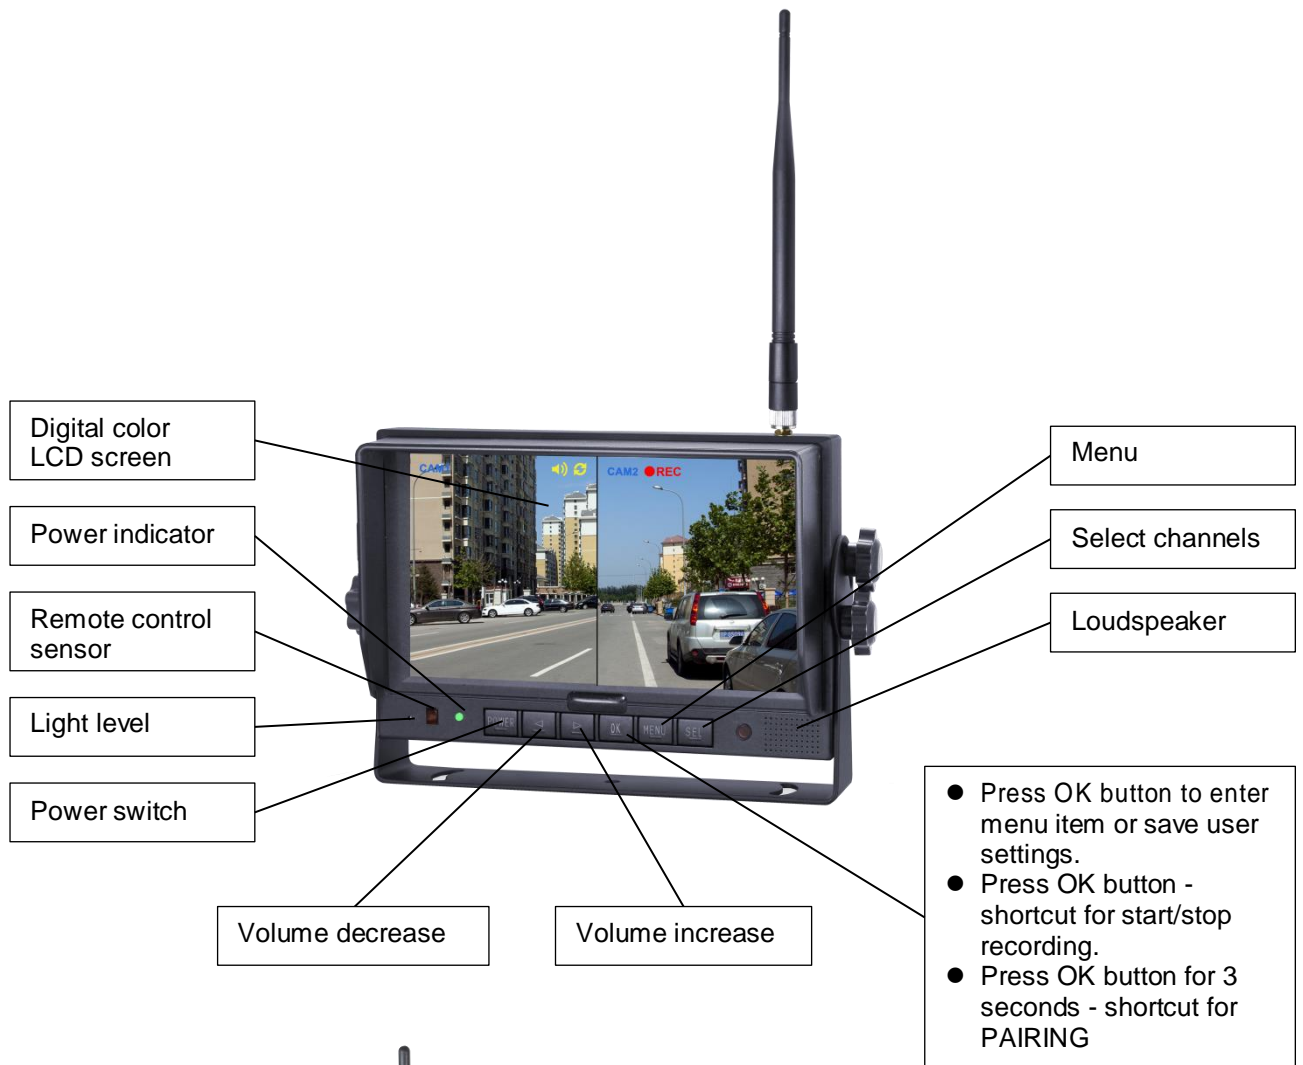 Digital color
LCD screen
Power indicator
Remote control
sensor
Light level
Power switch
Volume decrease
Volume increase
Menu
Select channels
Loudspeaker
● Press OK button to enter
menu item or save user
settings.
● Press OK button -
shortcut for start/stop
recording.
● Press OK button for 3
seconds - shortcut for
PAIRING
CAM1
CAM2 REC
POWER
OK
MENU
SEL